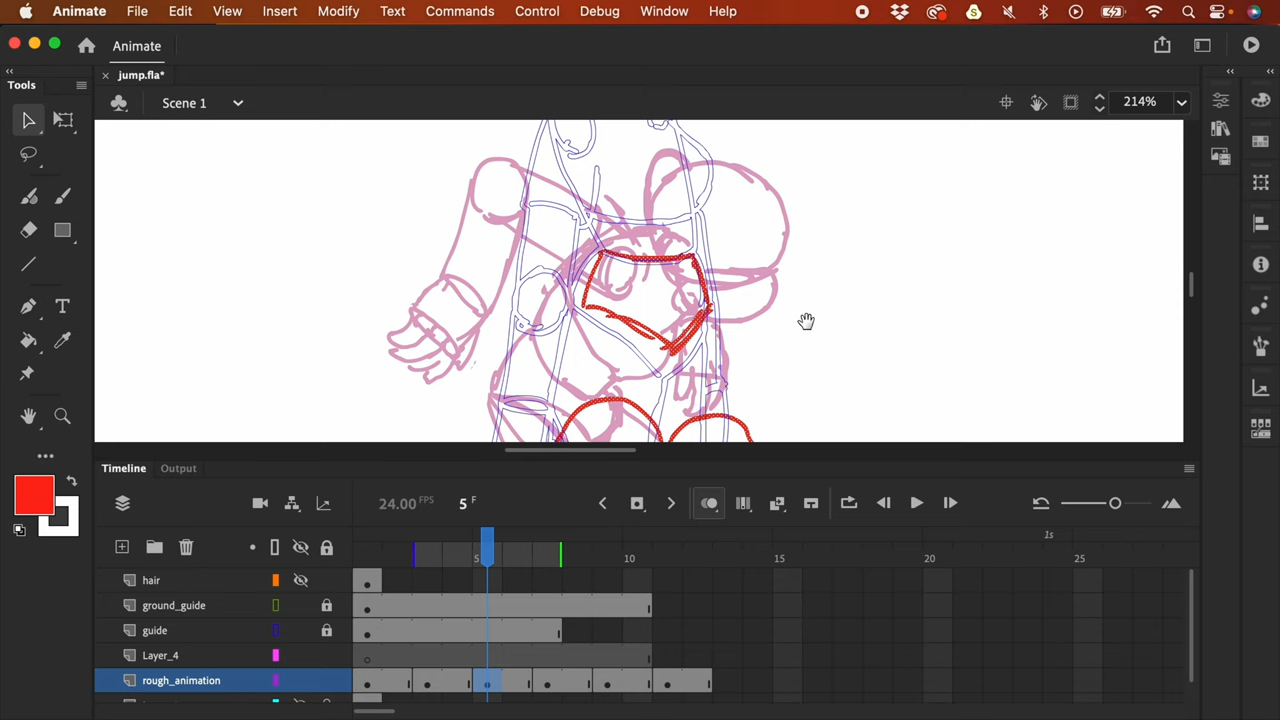 Animate File Edit View Insert Modify Text Commands Control Debug Window Help
Animate
Tools
jump.fla*
Scene 1
214%
Timeline Output
24.00 FPS 5 F
1s
5 10 15 20 25
hair
ground_guide
guide
Layer_4
rough_animation